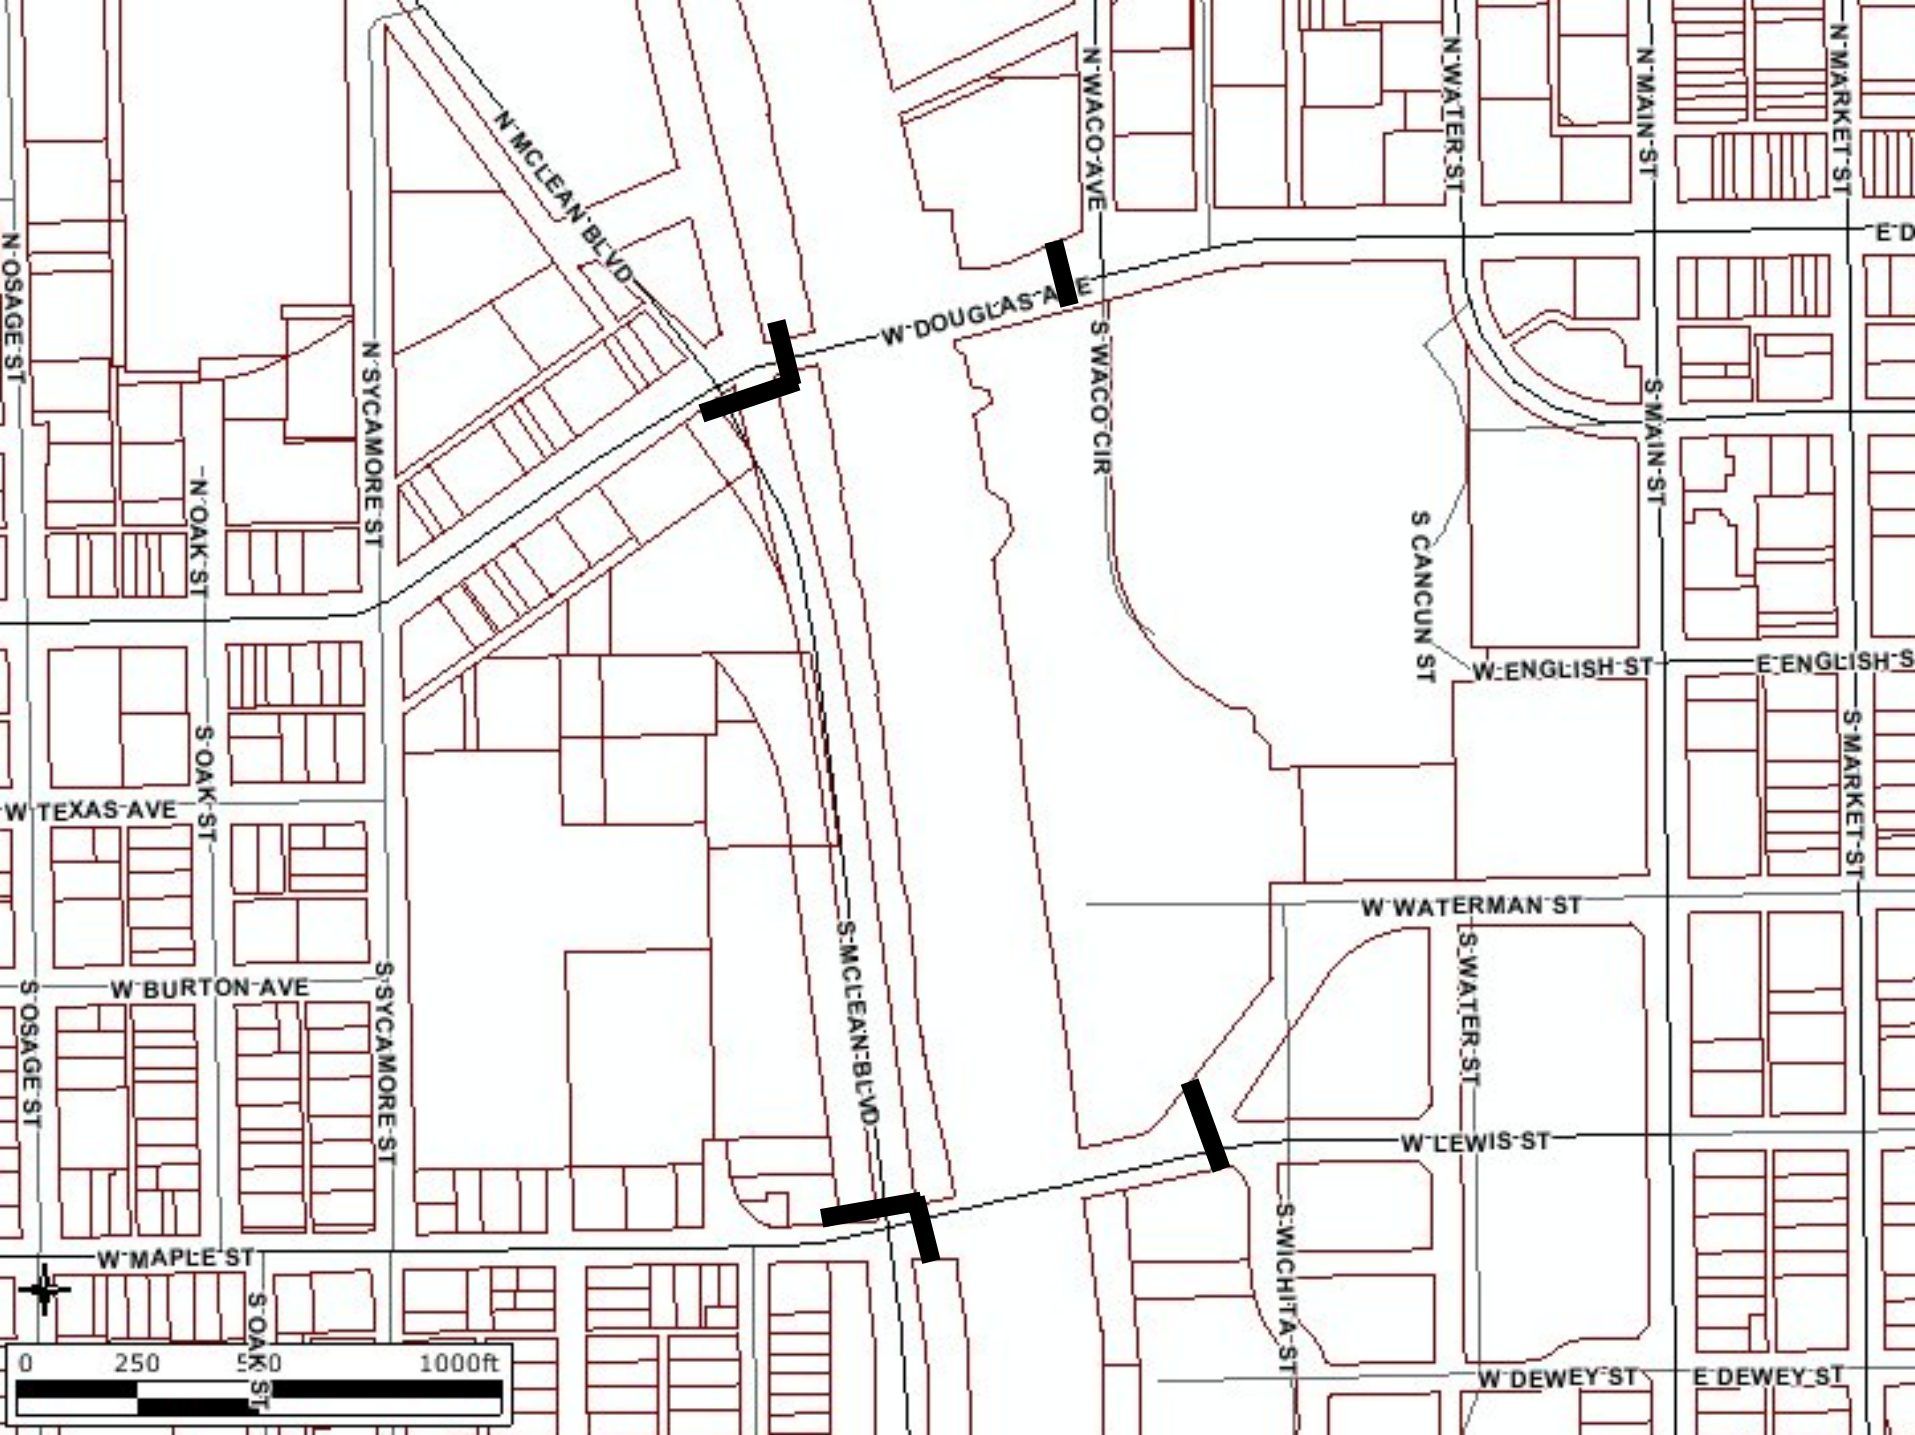 N WACO AVE
N WATER ST
N MAIN ST
N MARKET ST
N MCLEAN BLVD
N OSAGE ST
E D
W DOUGLAS A E
N SYCAMORE ST
S WACO CIR
S MAIN ST
N OAK ST
S CANCUN ST
W ENGLISH ST
E ENGLISH S
S OAK ST
S MARKET ST
W TEXAS AVE
W WATERMAN ST
S MCLEAN BLVD
S WATER ST
W BURTON AVE
S OSAGE ST
S SYCAMORE ST
W LEWIS ST
S WICHITA ST
W MAPLE ST
S OAK ST
0 250 500 1000ft
W DEWEY ST
E DEWEY ST